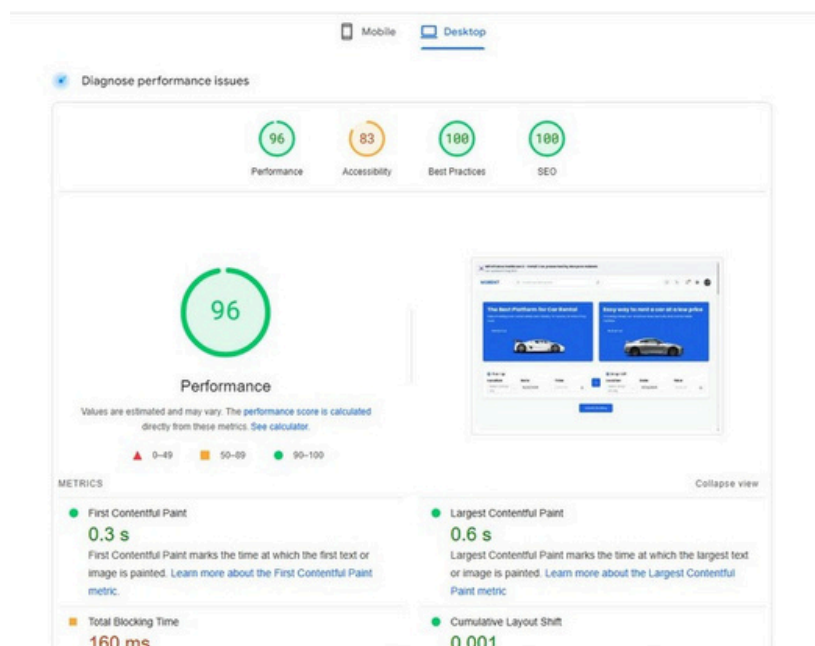 Mobile
Desktop
Diagnose performance issues
96
83
100
100
Performance
Accessibility
Best Practices
SEO
96
Performance
Values are estimated and may vary. The performance score is calculated
directly from these metrics. See calculator.
0–49
50–89
90–100
The Best Platform for Car Rental
Easy way to rent a car at a low price
METRICS
Collapse view
First Contentful Paint
0.3 s
First Contentful Paint marks the time at which the first text or
image is painted. Learn more about the First Contentful Paint
metric.
Largest Contentful Paint
0.6 s
Largest Contentful Paint marks the time at which the largest text
or image is painted. Learn more about the Largest Contentful
Paint metric
Total Blocking Time
160 ms
Cumulative Layout Shift
0.001